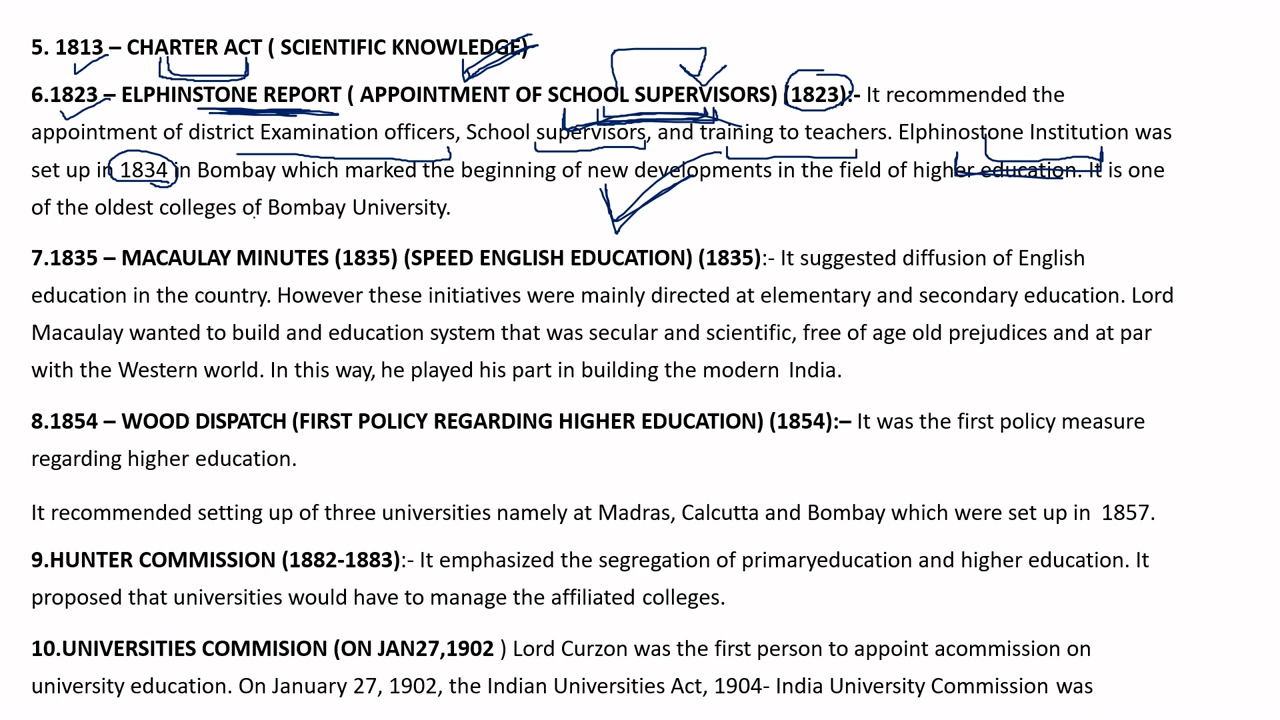 5. 1813 – CHARTER ACT ( SCIENTIFIC KNOWLEDGE)
6.1823 – ELPHINSTONE REPORT ( APPOINTMENT OF SCHOOL SUPERVISORS) (1823):- It recommended the
appointment of district Examination officers, School supervisors, and training to teachers. Elphinostone Institution was
set up in 1834 in Bombay which marked the beginning of new developments in the field of higher education. It is one
of the oldest colleges of Bombay University.
7.1835 – MACAULAY MINUTES (1835) (SPEED ENGLISH EDUCATION) (1835):- It suggested diffusion of English
education in the country. However these initiatives were mainly directed at elementary and secondary education. Lord
Macaulay wanted to build and education system that was secular and scientific, free of age old prejudices and at par
with the Western world. In this way, he played his part in building the modern India.
8.1854 – WOOD DISPATCH (FIRST POLICY REGARDING HIGHER EDUCATION) (1854):– It was the first policy measure
regarding higher education.
It recommended setting up of three universities namely at Madras, Calcutta and Bombay which were set up in 1857.
9.HUNTER COMMISSION (1882-1883):- It emphasized the segregation of primaryeducation and higher education. It
proposed that universities would have to manage the affiliated colleges.
10.UNIVERSITIES COMMISION (ON JAN27,1902 ) Lord Curzon was the first person to appoint acommission on
university education. On January 27, 1902, the Indian Universities Act, 1904- India University Commission was